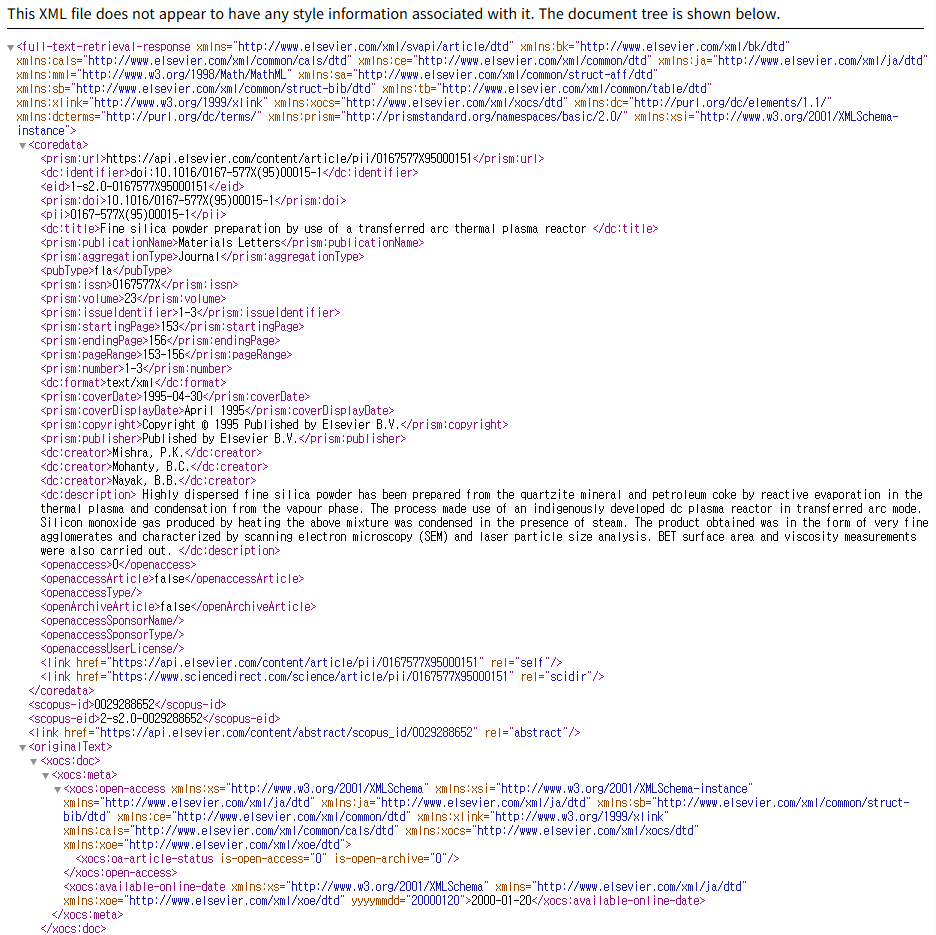 This XML file does not appear to have any style information associated with it. The document tree is shown below.
▼<full-text-retrieval-response xmlns="http://www.elsevier.com/xml/svapi/article/dtd" xmlns:bk="http://www.elsevier.com/xml/bk/dtd"
xmlns:cals="http://www.elsevier.com/xml/common/cals/dtd" xmlns:ce="http://www.elsevier.com/xml/common/dtd" xmlns:ja="http://www.elsevier.com/xml/ja/dtd"
xmlns:mml="http://www.w3.org/1998/Math/MathML" xmlns:sa="http://www.elsevier.com/xml/common/struct-aff/dtd"
xmlns:sb="http://www.elsevier.com/xml/common/struct-bib/dtd" xmlns:tb="http://www.elsevier.com/xml/common/table/dtd"
xmlns:xlink="http://www.w3.org/1999/xlink" xmlns:xocs="http://www.elsevier.com/xml/xocs/dtd" xmlns:dc="http://purl.org/dc/elements/1.1/"
xmlns:dcterms="http://purl.org/dc/terms/" xmlns:prism="http://prismstandard.org/namespaces/basic/2.0/" xmlns:xsi="http://www.w3.org/2001/XMLSchema-
instance">
▼<coredata>
<prism:url>https://api.elsevier.com/content/article/pii/0167577X95000151</prism:url>
<dc:identifier>doi:10.1016/0167-577X(95)00015-1</dc:identifier>
<eid>1-s2.0-0167577X95000151</eid>
<prism:doi>10.1016/0167-577X(95)00015-1</prism:doi>
<pii>0167-577X(95)00015-1</pii>
<dc:title>Fine silica powder preparation by use of a transferred arc thermal plasma reactor </dc:title>
<prism:publicationName>Materials Letters</prism:publicationName>
<prism:aggregationType>Journal</prism:aggregationType>
<pubType>fla</pubType>
<prism:issn>0167577X</prism:issn>
<prism:volume>23</prism:volume>
<prism:issueIdentifier>1-3</prism:issueIdentifier>
<prism:startingPage>153</prism:startingPage>
<prism:endingPage>156</prism:endingPage>
<prism:pageRange>153-156</prism:pageRange>
<prism:number>1-3</prism:number>
<dc:format>text/xml</dc:format>
<prism:coverDate>1995-04-30</prism:coverDate>
<prism:coverDisplayDate>April 1995</prism:coverDisplayDate>
<prism:copyright>Copyright © 1995 Published by Elsevier B.V.</prism:copyright>
<prism:publisher>Published by Elsevier B.V.</prism:publisher>
<dc:creator>Mishra, P.K.</dc:creator>
<dc:creator>Mohanty, B.C.</dc:creator>
<dc:creator>Nayak, B.B.</dc:creator>
<dc:description> Highly dispersed fine silica powder has been prepared from the quartzite mineral and petroleum coke by reactive evaporation in the
thermal plasma and condensation from the vapour phase. The process made use of an indigenously developed dc plasma reactor in transferred arc mode.
Silicon monoxide gas produced by heating the above mixture was condensed in the presence of steam. The product obtained was in the form of very fine
agglomerates and characterized by scanning electron microscopy (SEM) and laser particle size analysis. BET surface area and viscosity measurements
were also carried out. </dc:description>
<openaccess>0</openaccess>
<openaccessArticle>false</openaccessArticle>
<openaccessType/>
<openArchiveArticle>false</openArchiveArticle>
<openaccessSponsorName/>
<openaccessSponsorType/>
<openaccessUserLicense/>
<link href="https://api.elsevier.com/content/article/pii/0167577X95000151" rel="self"/>
<link href="https://www.sciencedirect.com/science/article/pii/0167577X95000151" rel="scidir"/>
</coredata>
<scopus-id>0029288652</scopus-id>
<scopus-eid>2-s2.0-0029288652</scopus-eid>
<link href="https://api.elsevier.com/content/abstract/scopus_id/0029288652" rel="abstract"/>
▼<originalText>
▼<xocs:doc>
▼<xocs:meta>
▼<xocs:open-access xmlns:xs="http://www.w3.org/2001/XMLSchema" xmlns:xsi="http://www.w3.org/2001/XMLSchema-instance"
xmlns="http://www.elsevier.com/xml/ja/dtd" xmlns:ja="http://www.elsevier.com/xml/ja/dtd" xmlns:sb="http://www.elsevier.com/xml/common/struct-
bib/dtd" xmlns:ce="http://www.elsevier.com/xml/common/dtd" xmlns:xlink="http://www.w3.org/1999/xlink"
xmlns:cals="http://www.elsevier.com/xml/common/cals/dtd" xmlns:xocs="http://www.elsevier.com/xml/xocs/dtd"
xmlns:xoe="http://www.elsevier.com/xml/xoe/dtd">
<xocs:oa-article-status is-open-access="0" is-open-archive="0"/>
</xocs:open-access>
<xocs:available-online-date xmlns:xs="http://www.w3.org/2001/XMLSchema" xmlns="http://www.elsevier.com/xml/ja/dtd"
xmlns:xoe="http://www.elsevier.com/xml/xoe/dtd" yyyymmdd="20000120">2000-01-20</xocs:available-online-date>
</xocs:meta>
</xocs:doc>